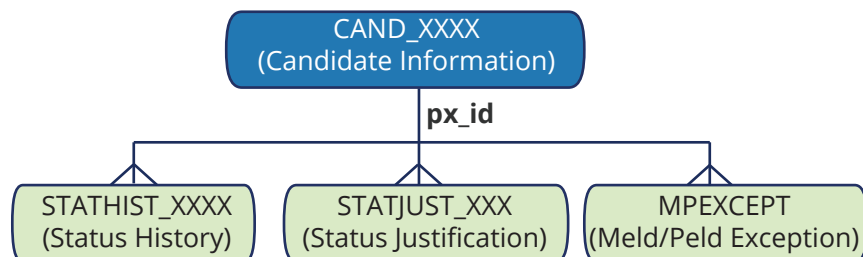 CAND_XXXX
(Candidate Information)
px_id
STATHIST_XXXX
(Status History)
STATJUST_XXX
(Status Justification)
MPEXCEPT
(Meld/Peld Exception)